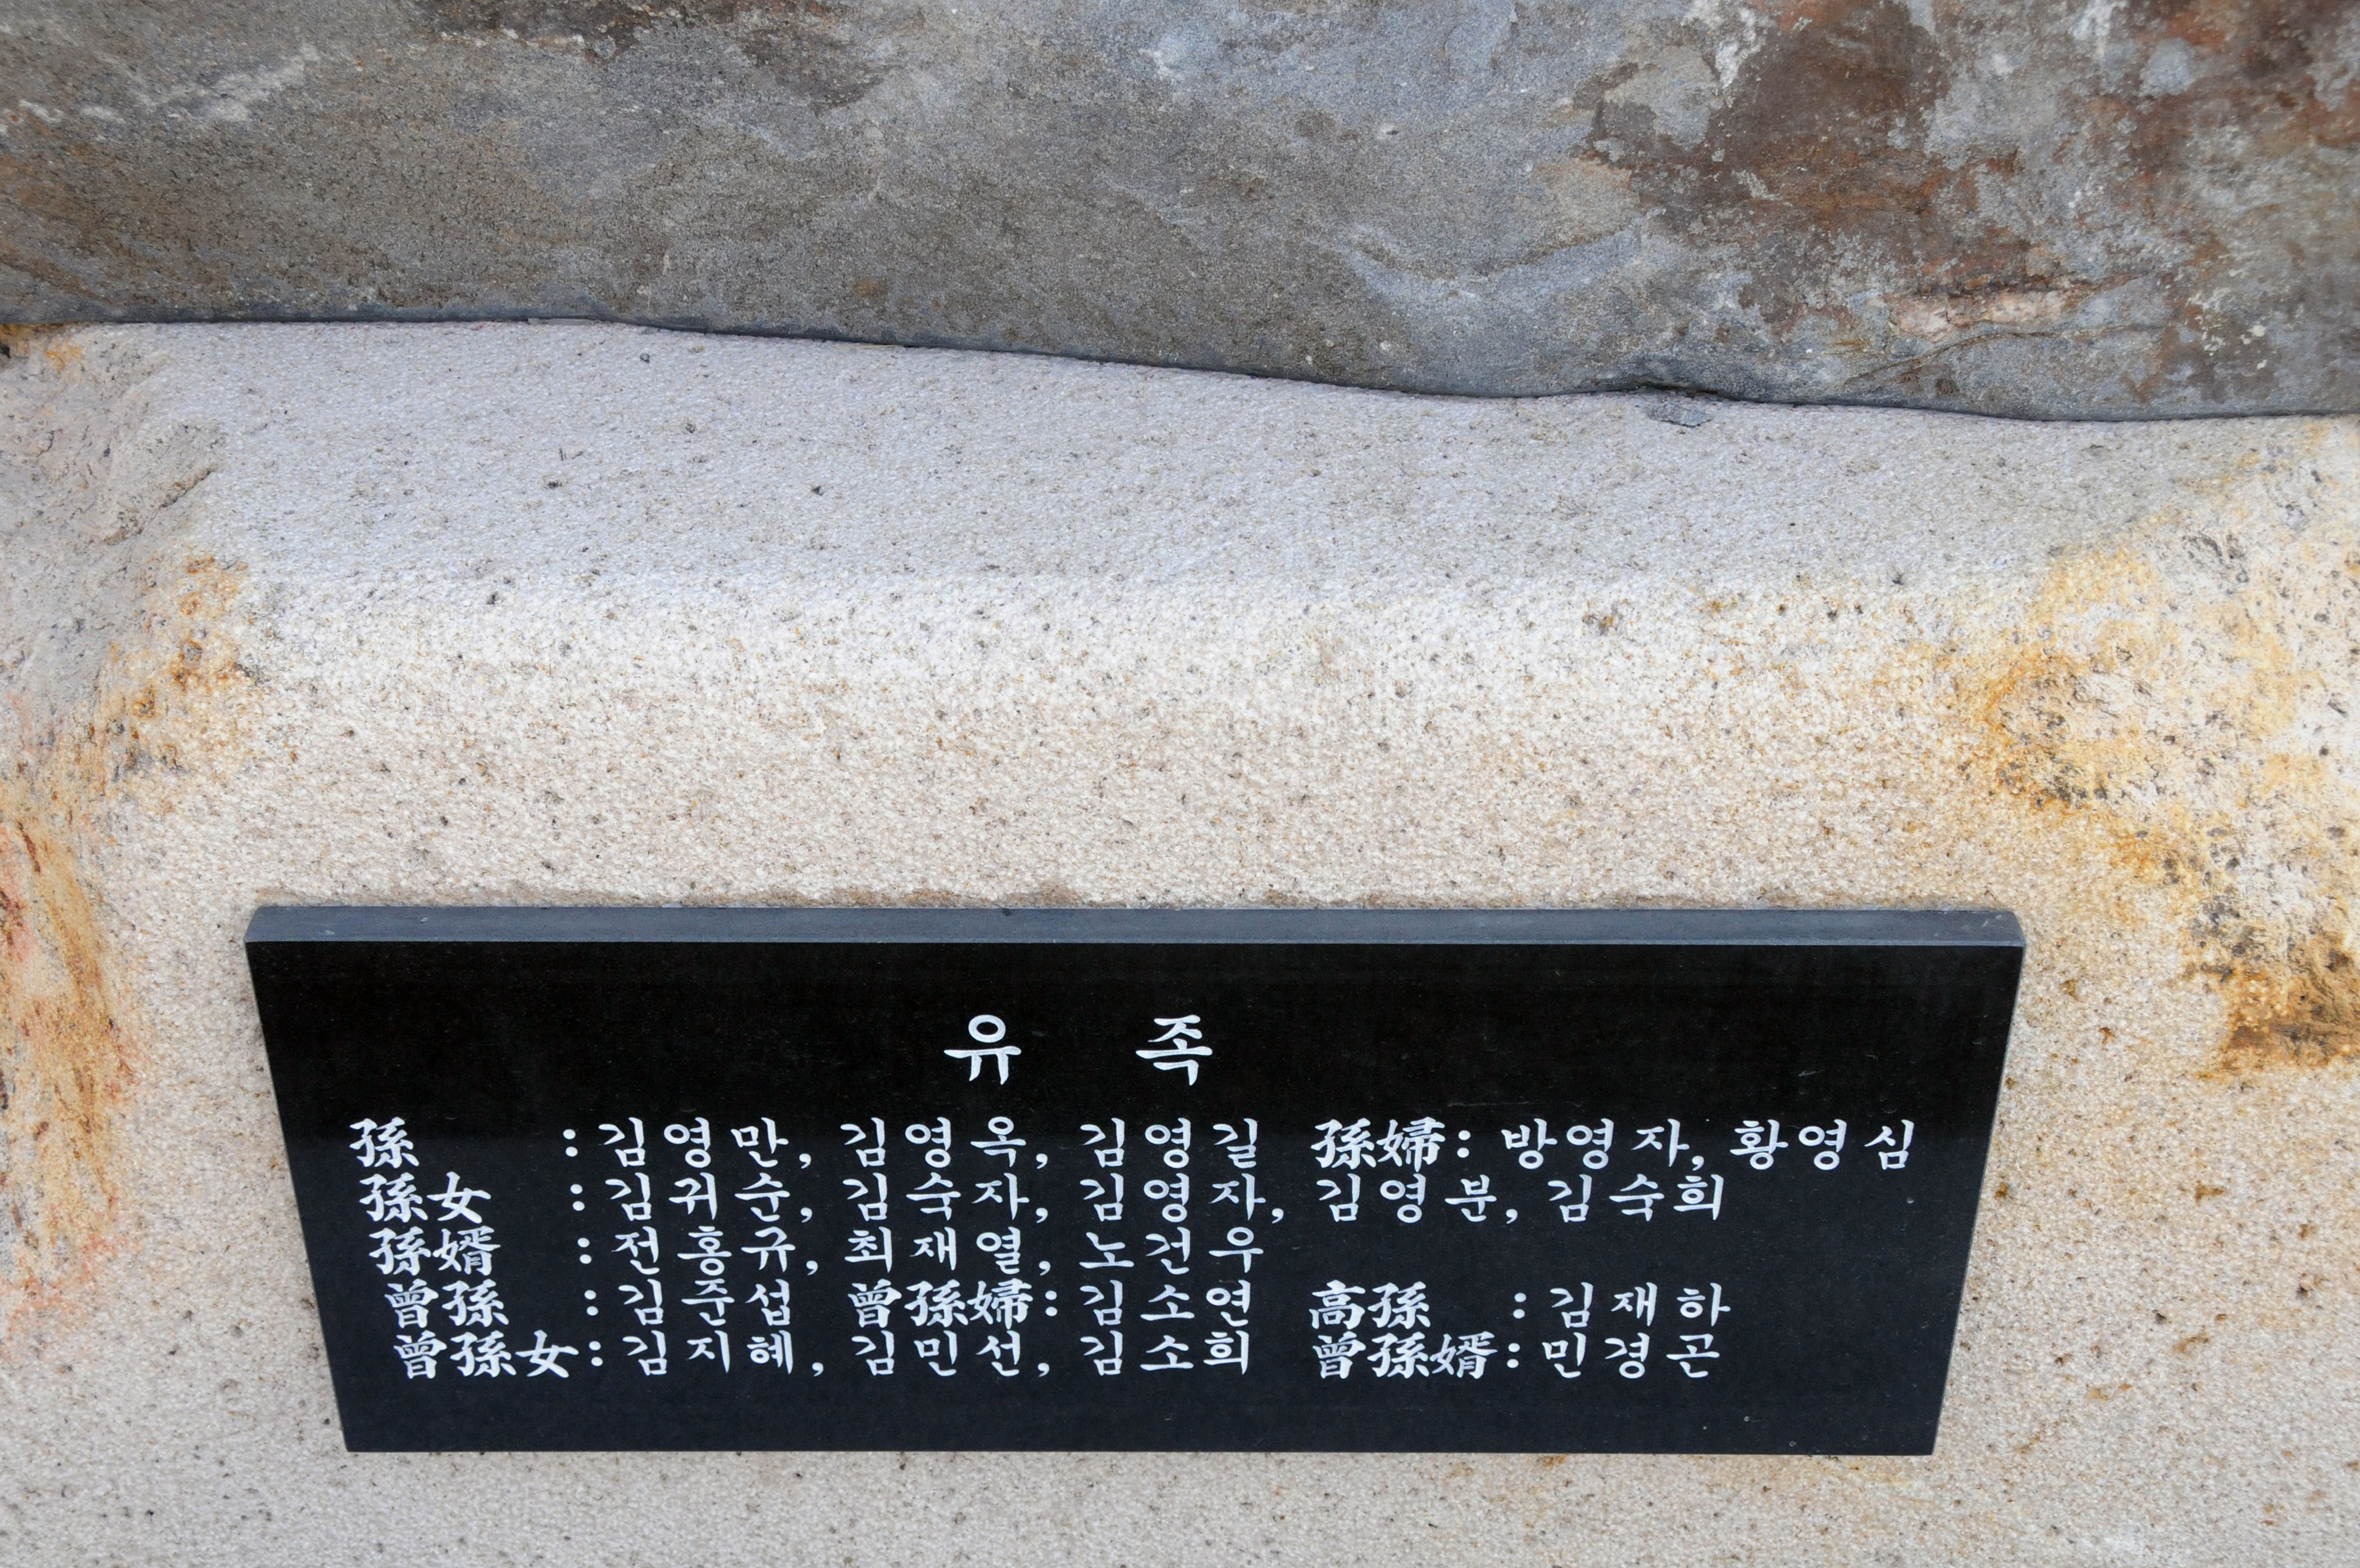 유 족
孫 : 김영만, 김영옥, 김영길 孫婦: 방영자, 황영심
孫女 : 김귀순, 김숙자, 김영자, 김영분, 김숙희
孫婿 : 전홍규, 최재열, 노건우
曾孫 : 김준섭 曾孫婦: 김소연 高孫 : 김재하
曾孫女: 김지혜, 김민선, 김소희 曾孫婿: 민경곤